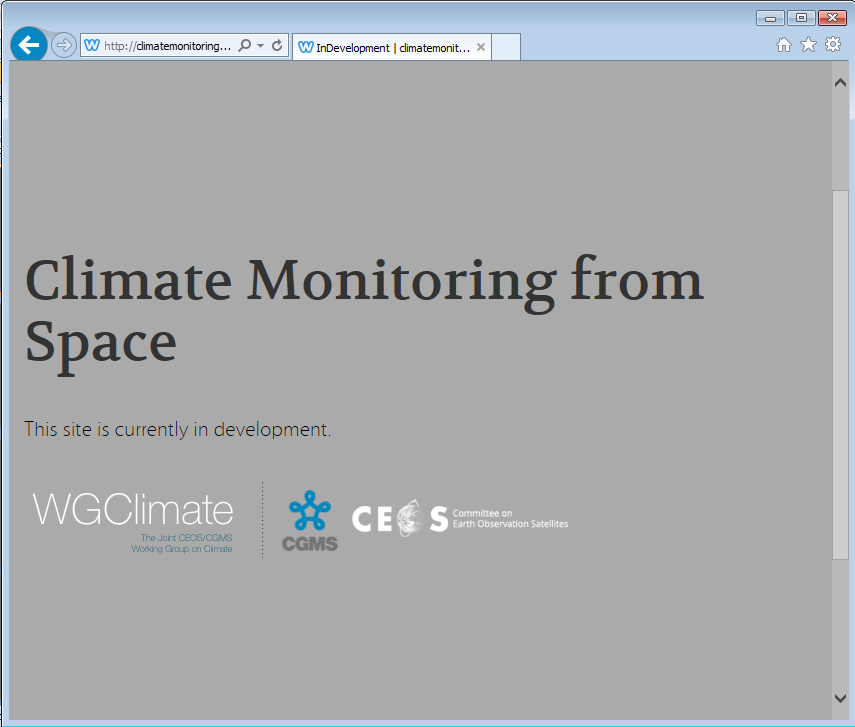 http://climatemonitoring...
InDevelopment | climatemonit...
Climate Monitoring from
Space
This site is currently in development.
WGClimate
The Joint CEOS/CGMS
Working Group on Climate
CGMS
CEOS
Committee on
Earth Observation Satellites